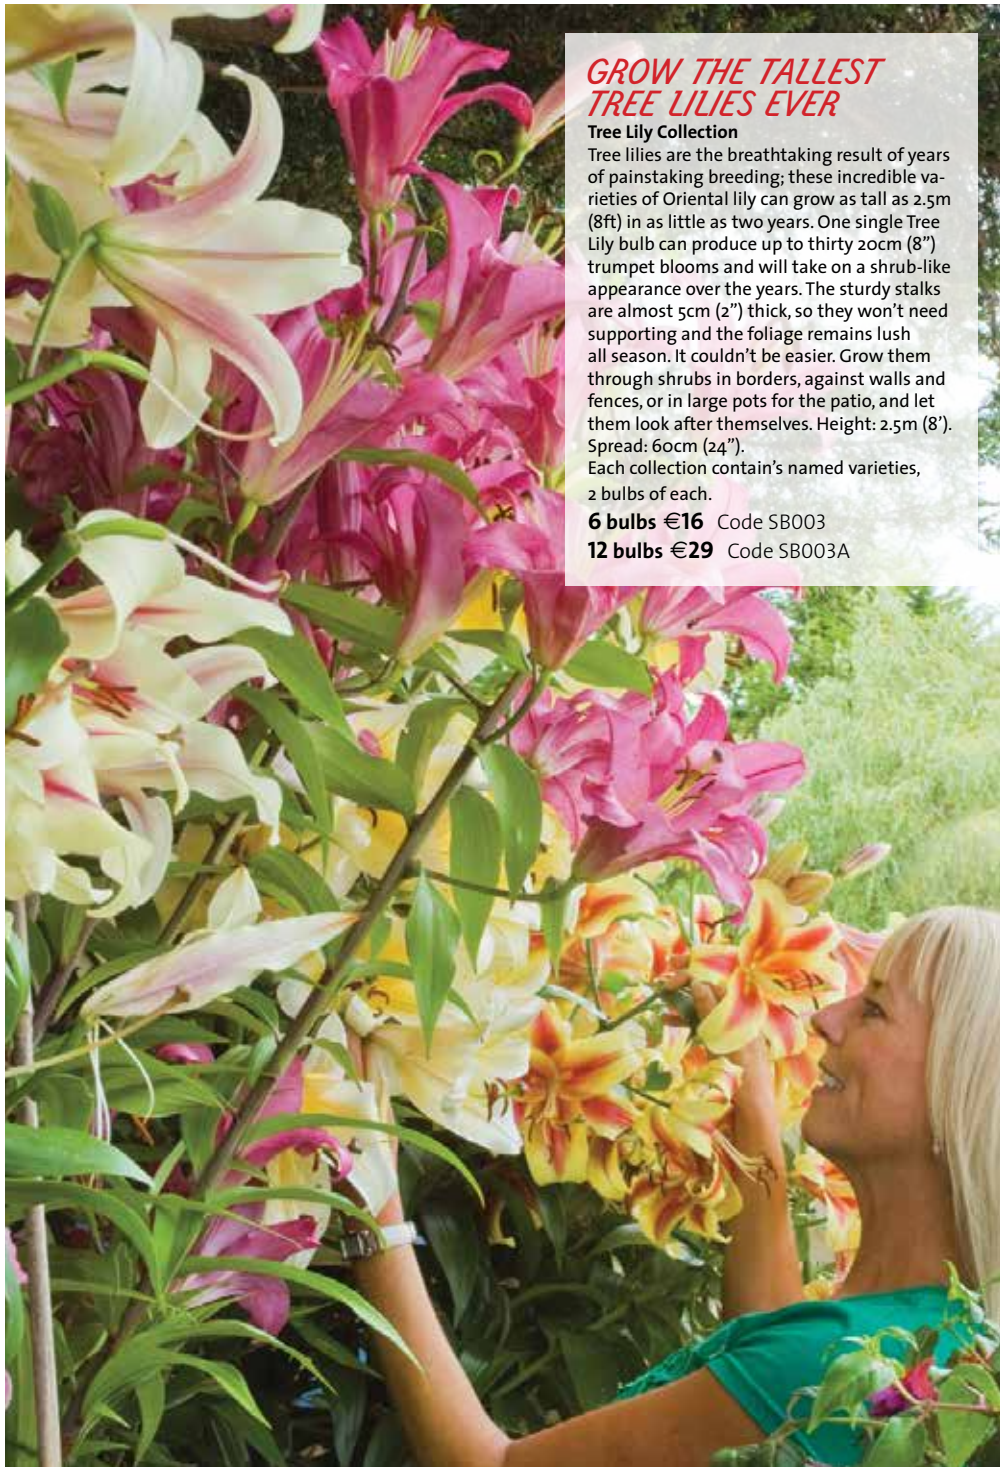 GROW THE TALLEST
TREE LILIES EVER
Tree Lily Collection
Tree lilies are the breathtaking result of years
of painstaking breeding; these incredible va-
rieties of Oriental lily can grow as tall as 2.5m
(8ft) in as little as two years. One single Tree
Lily bulb can produce up to thirty 20cm (8”)
trumpet blooms and will take on a shrub-like
appearance over the years. The sturdy stalks
are almost 5cm (2”) thick, so they won’t need
supporting and the foliage remains lush
all season. It couldn’t be easier. Grow them
through shrubs in borders, against walls and
fences, or in large pots for the patio, and let
them look after themselves. Height: 2.5m (8’).
Spread: 60cm (24”).
Each collection contain’s named varieties,
2 bulbs of each.
6 bulbs €16 Code SB003
12 bulbs €29 Code SB003A